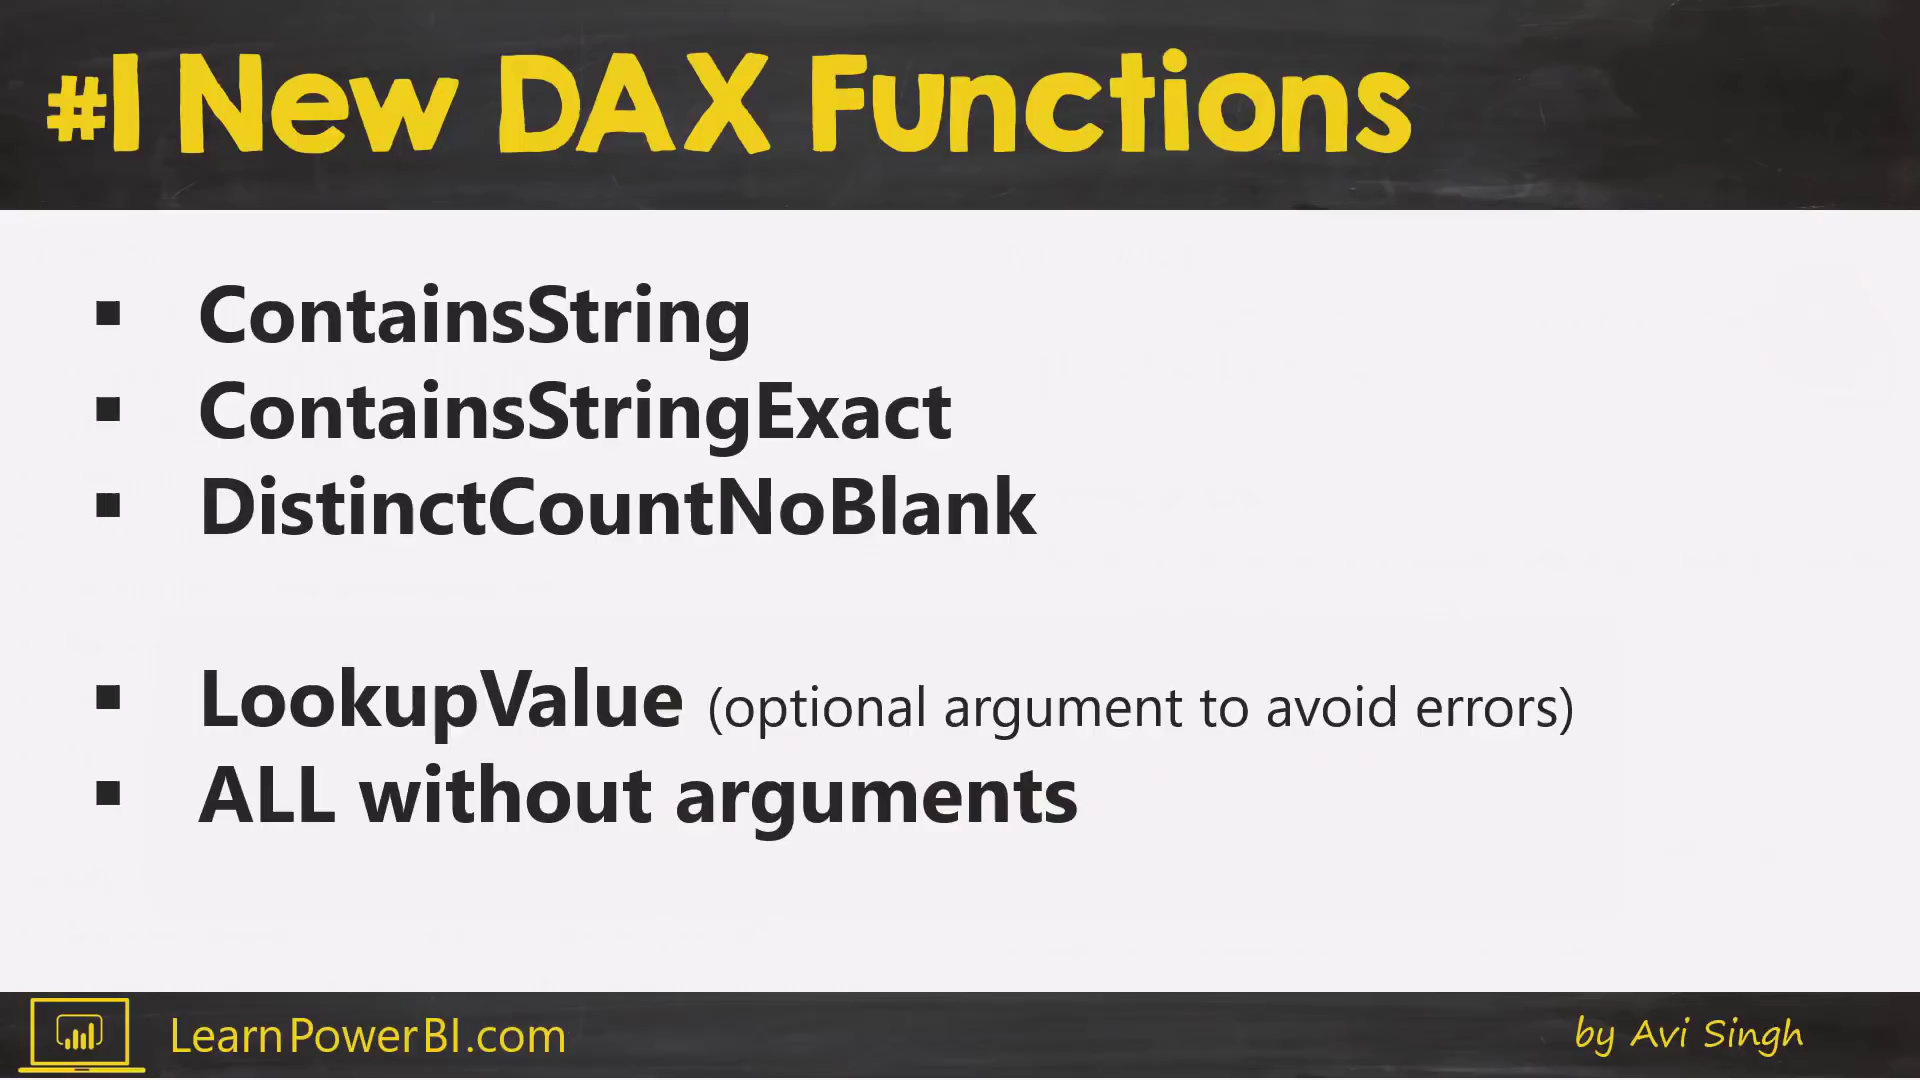 #1 New DAX Functions
▪ ContainsString
▪ ContainsStringExact
▪ DistinctCountNoBlank
▪ LookupValue (optional argument to avoid errors)
▪ ALL without arguments
LearnPowerBI.com
by Avi Singh